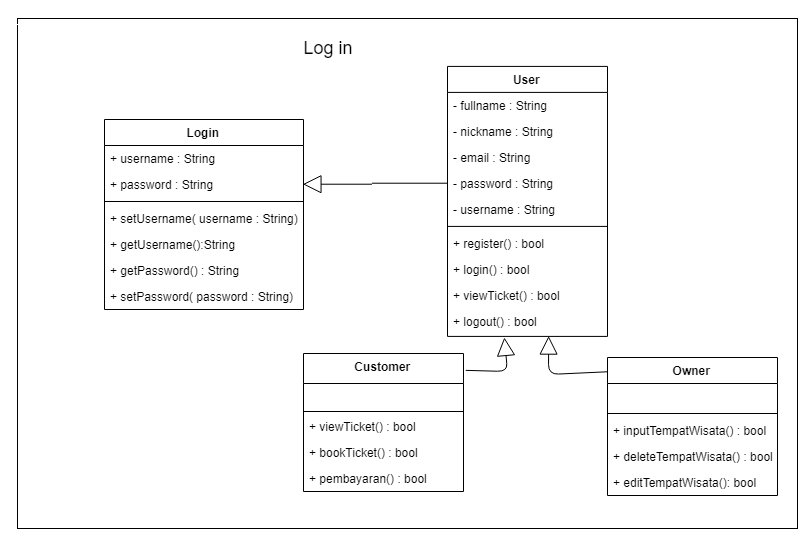 Log in
Login
+ username : String
+ password : String
+ setUsername( username : String)
+ getUsername():String
+ getPassword() : String
+ setPassword( password : String)
User
- fullname : String
- nickname : String
- email : String
- password : String
- username : String
+ register() : bool
+ login() : bool
+ viewTicket() : bool
+ logout() : bool
Customer
+ viewTicket() : bool
+ bookTicket() : bool
+ pembayaran() : bool
Owner
+ inputTempatWisata() : bool
+ deleteTempatWisata() : bool
+ editTempatWisata(): bool